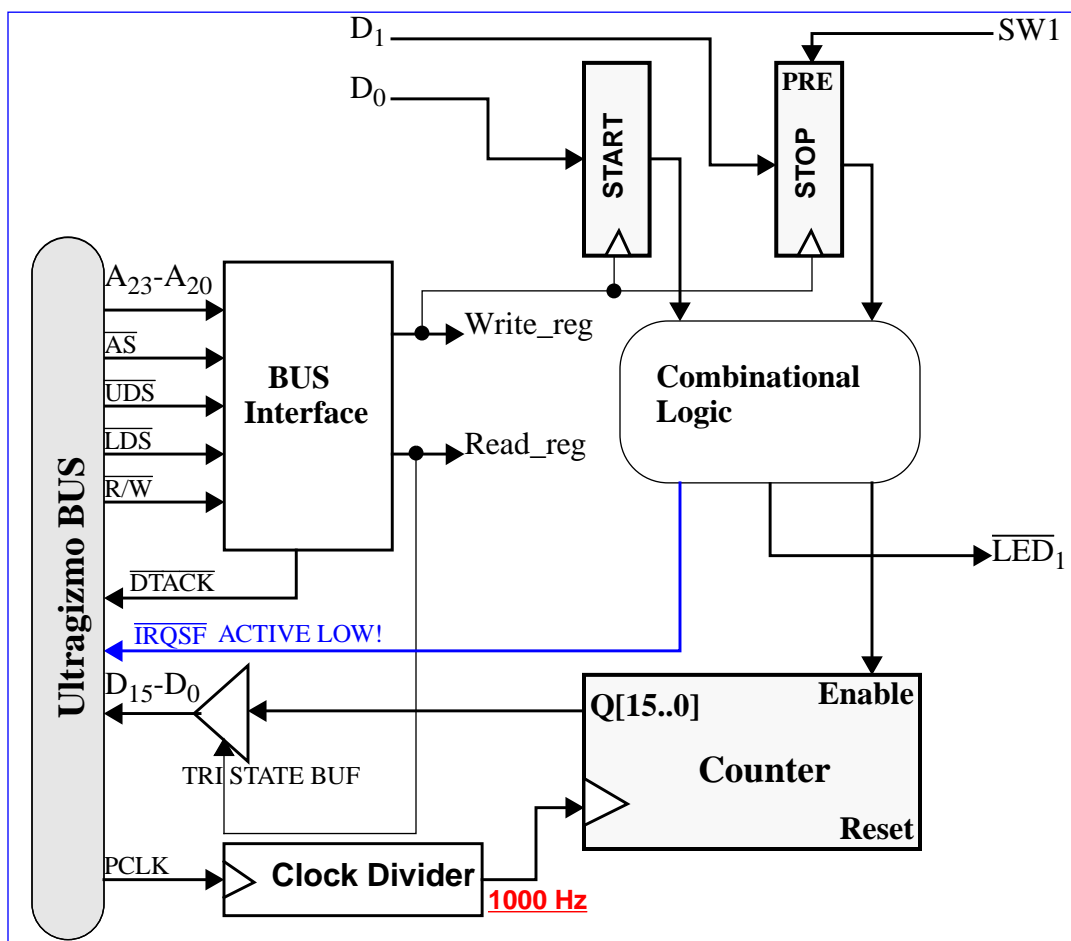 D1
SW1
D0
PRE
START
STOP
A23-A20
AS
UDS
LDS
R/W
BUS
Interface
Write_reg
Read_reg
Combinational
Logic
Ultragizmo BUS
DTACK
LED1
IRQSF ACTIVE LOW!
D15-D0
TRI STATE BUF
Q[15..0]
Enable
Counter
Reset
PCLK
Clock Divider
1000 Hz